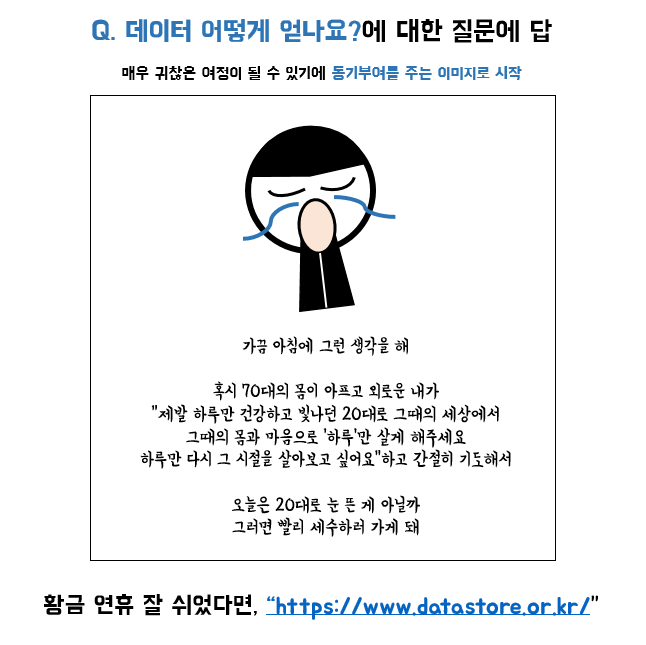 Q. 데이터 어떻게 얻나요?에 대한 질문에 답
매우 귀찮은 여정이 될 수 있기에 동기부여를 주는 이미지로 시작
가끔 아침에 그런 생각을 해
혹시 70대의 몸이 아프고 외로운 내가
"제발 하루만 건강하고 빛나던 20대로 그때의 세상에서
그때의 몸과 마음으로 '하루'만 살게 해주세요
하루만 다시 그 시절을 살아보고 싶어요"하고 간절히 기도해서
오늘은 20대로 눈 뜬 게 아닐까
그러면 빨리 세수하러 가게 돼
황금 연휴 잘 쉬었다면, “https://www.datastore.or.kr/”